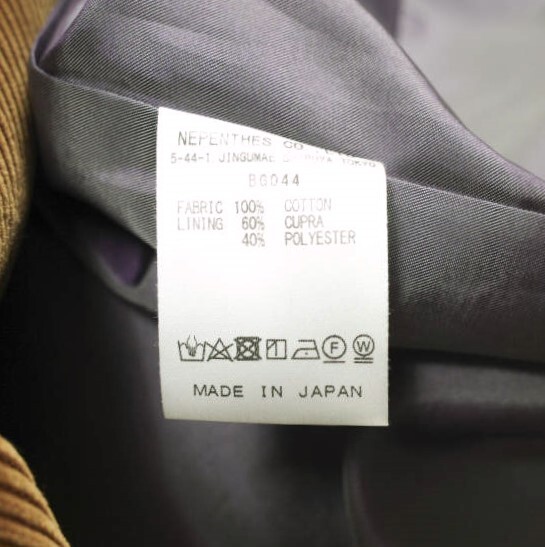 NEPENTHES CO
5-44-1 JINGUMAE TOKYO
BG044
FABRIC 100% COTTON
LINING 60% CUPRA
40% POLYESTER
F W
MADE IN JAPAN